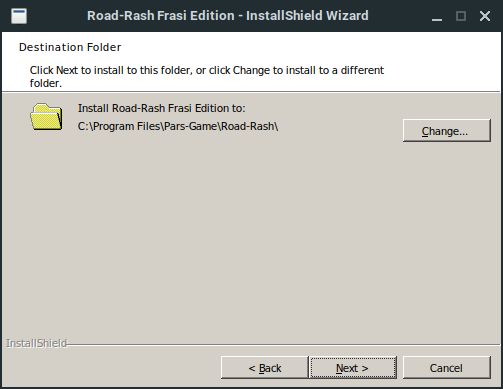 Road-Rash Frasi Edition - InstallShield Wizard
Destination Folder
Click Next to install to this folder, or click Change to install to a different
folder.
Install Road-Rash Frasi Edition to:
C:\Program Files\Pars-Game\Road-Rash\
Change...
InstallShield
< Back
Next >
Cancel